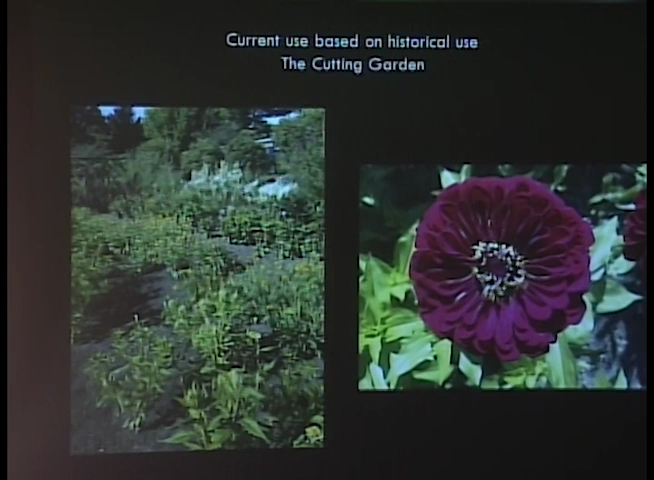 Current use based on historical use
The Cutting Garden